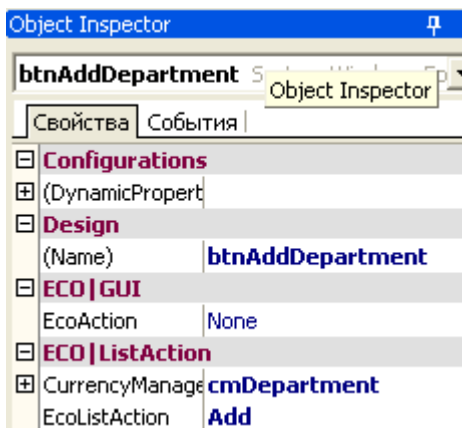 Object Inspector
btnAddDepartment
Object Inspector
Свойства События
Configurations
(DynamicPropert
Design
(Name) btnAddDepartment
ECO|GUI
EcoAction None
ECO|ListAction
CurrencyManage cmDepartment
EcoListAction Add